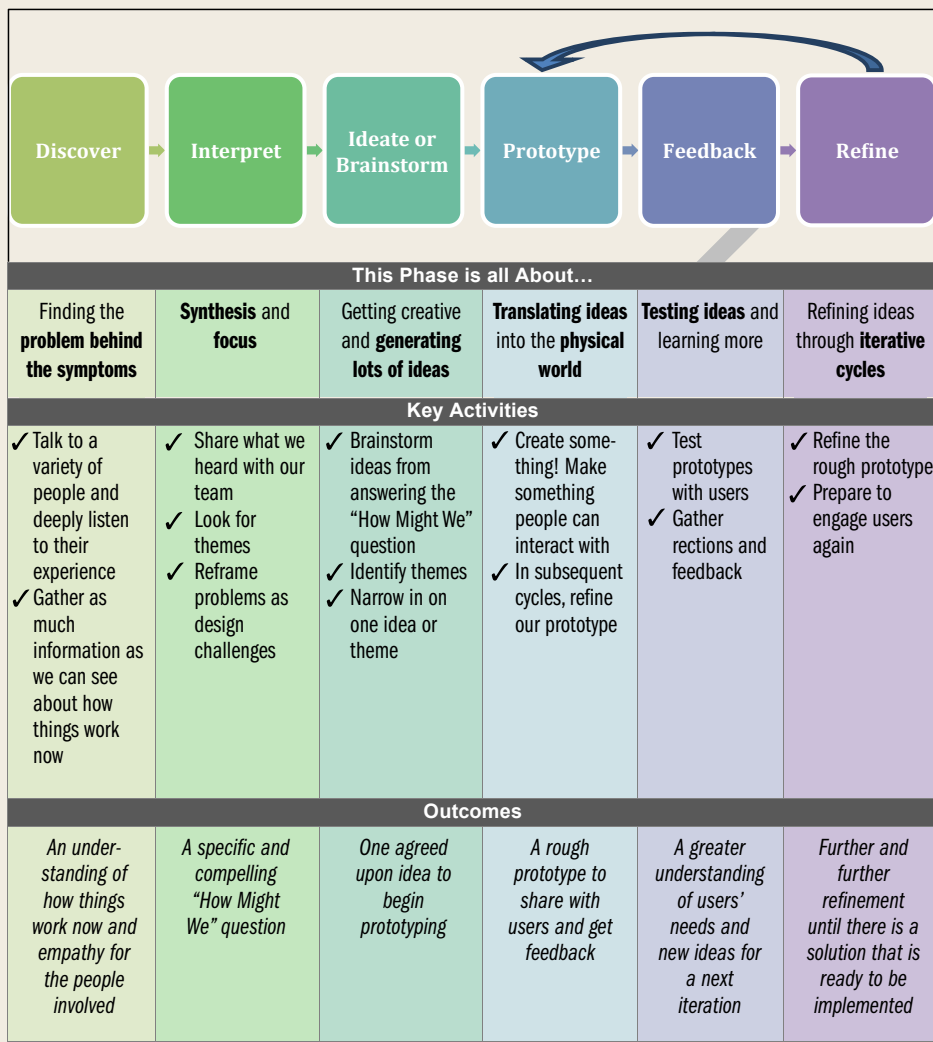 Discover
Interpret
Ideate or
Brainstorm
Prototype
Feedback
Refine
This Phase is all About…
Finding the
problem behind
the symptoms
Synthesis and
focus
Getting creative
and generating
lots of ideas
Translating ideas
into the physical
world
Testing ideas and
learning more
Refining ideas
through iterative
cycles
Key Activities
✓ Talk to a
variety of
people and
deeply listen
to their
experience
✓ Gather as
much
information as
we can see
about how
things work
now
✓ Share what we
heard with our
team
✓ Look for
themes
✓ Reframe
problems as
design
challenges
✓ Brainstorm
ideas from
answering the
“How Might We”
question
✓ Identify themes
✓ Narrow in on
one idea or
theme
✓ Create some-
thing! Make
something
people can
interact with
✓ In subsequent
cycles, refine
our prototype
✓ Test
prototypes
with users
✓ Gather
rections and
feedback
✓ Refine the
rough prototype
✓ Prepare to
engage users
again
Outcomes
An under-
standing of
how things
work now and
empathy for
the people
involved
A specific and
compelling
“How Might
We” question
One agreed
upon idea to
begin
prototyping
A rough
prototype to
share with
users and get
feedback
A greater
understanding
of users’
needs and
new ideas for
a next
iteration
Further and
further
refinement
until there is a
solution that is
ready to be
implemented